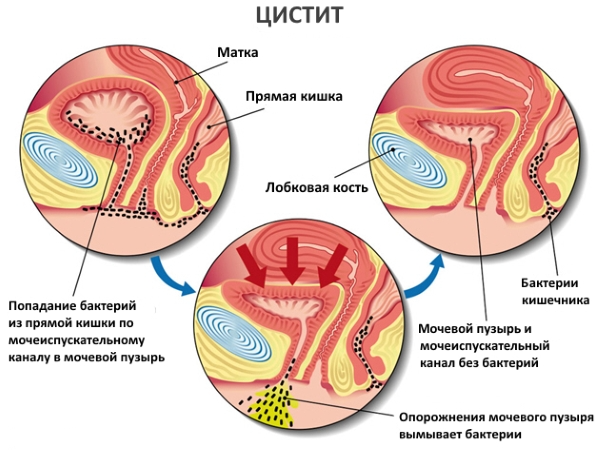 ЦИСТИТ
Матка
Прямая кишка
Лобковая кость
Попадание бактерий
из прямой кишки по
мочеиспускательному
каналу в мочевой пузырь
Бактерии
кишечника
Мочевой пузырь и
мочеиспускательный
канал без бактерий
Опорожнения мочевого пузыря
вымывает бактерии